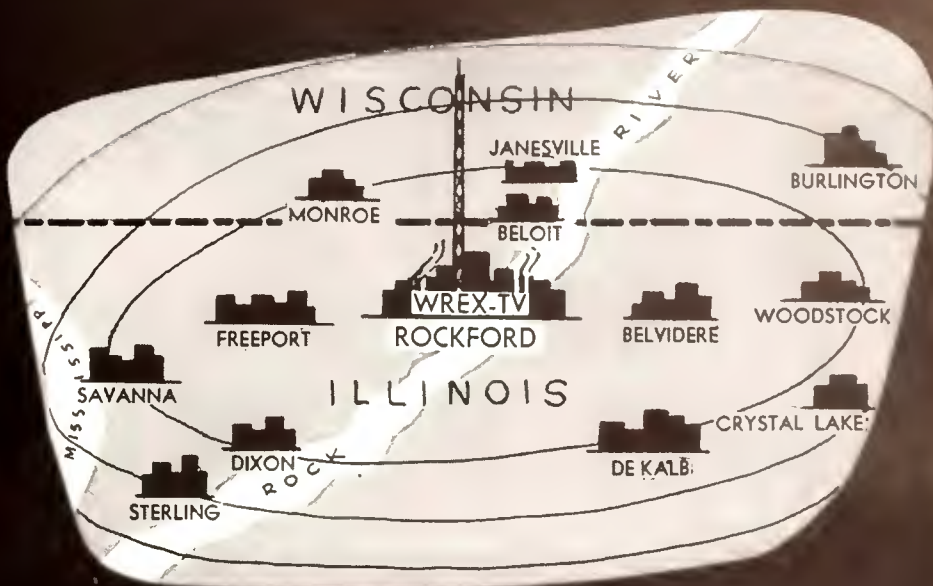 WISCONSIN
RIVER
JANESVILLE
BURLINGTON
MONROE
BELOIT
WREX-TV
ROCKFORD
FREEPORT
BELVIDERE
WOODSTOCK
MISSISSIPPI
SAVANNA
ILLINOIS
CRYSTAL LAKE
DIXON
ROCK
DE KALB
STERLING